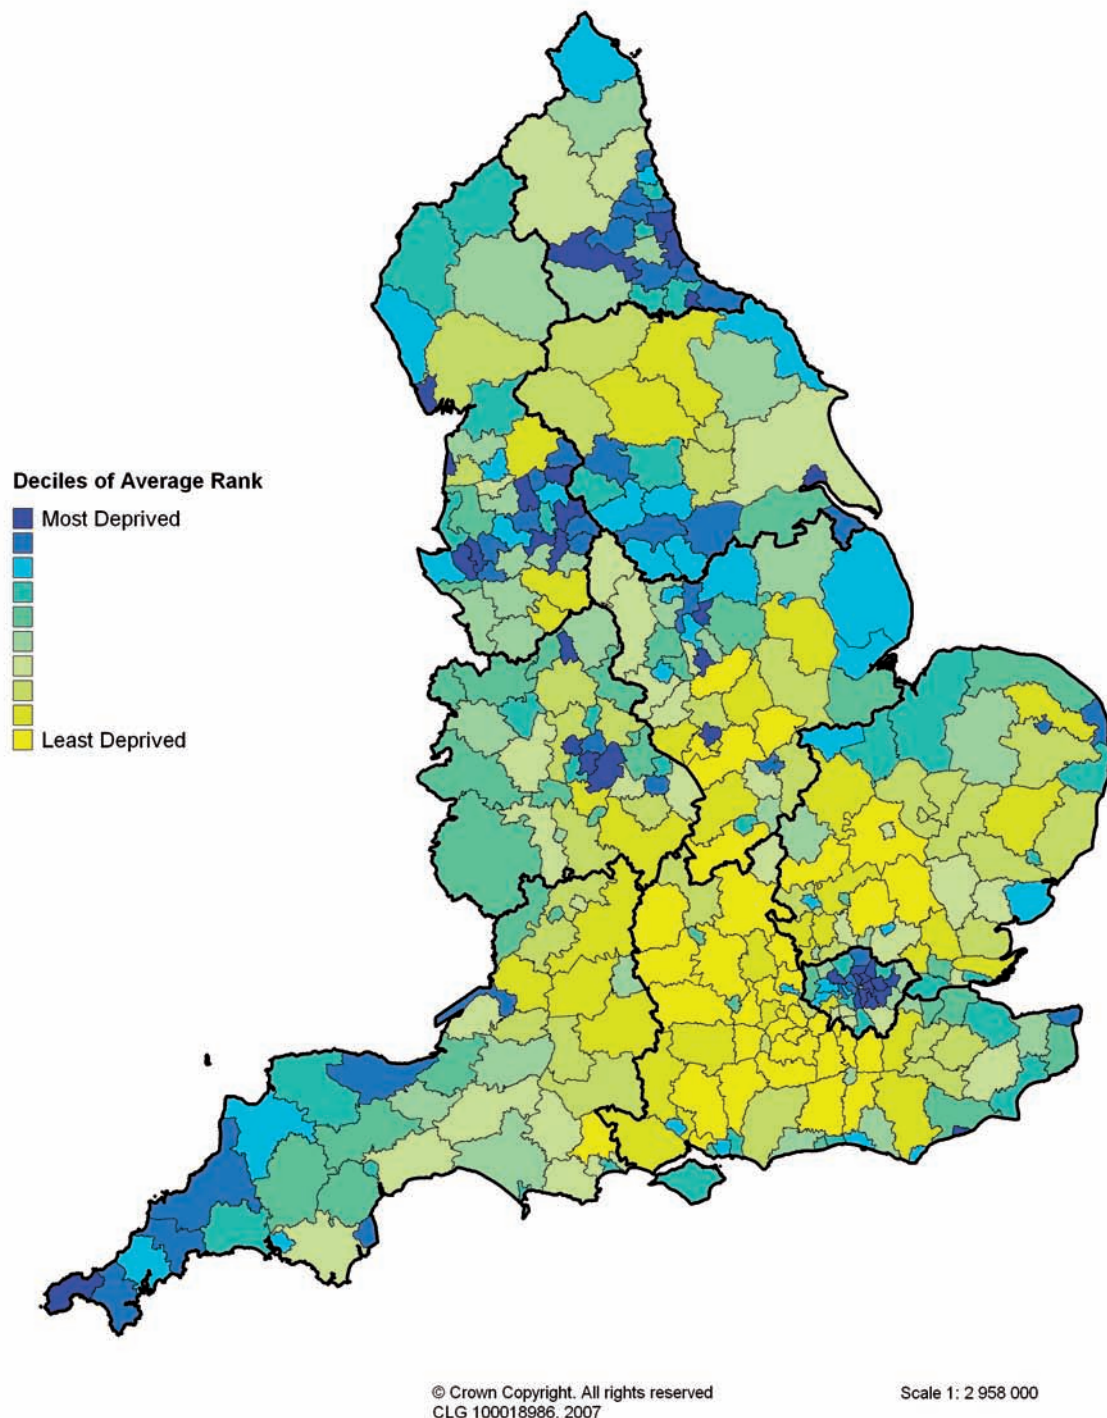 Deciles of Average Rank
Most Deprived
Least Deprived
© Crown Copyright. All rights reserved
CLG 100018986, 2007
Scale 1: 2 958 000